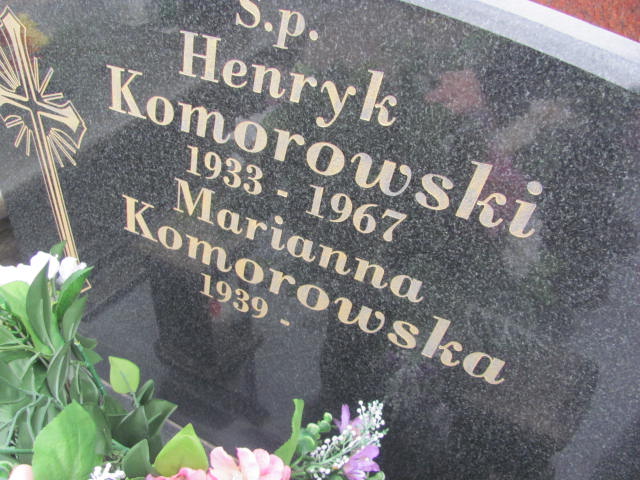 S.p.
Henryk
Komorowski
1933 - 1967
Marianna
Komorowska
1939 -